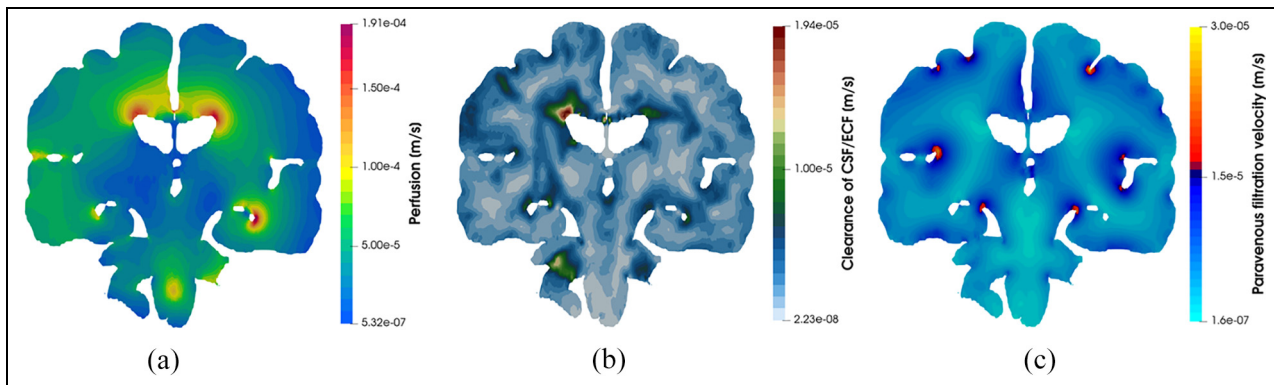 1.91e-04
1.50e-4
1.00e-4
5.00e-5
5.32e-07
Perfusion (m/s)
(a)
1.94e-05
1.00e-5
2.23e-08
Clearance of CSF/ECF (m/s)
(b)
3.0e-05
1.5e-5
1.6e-07
Paravenous filtration velocity (m/s)
(c)